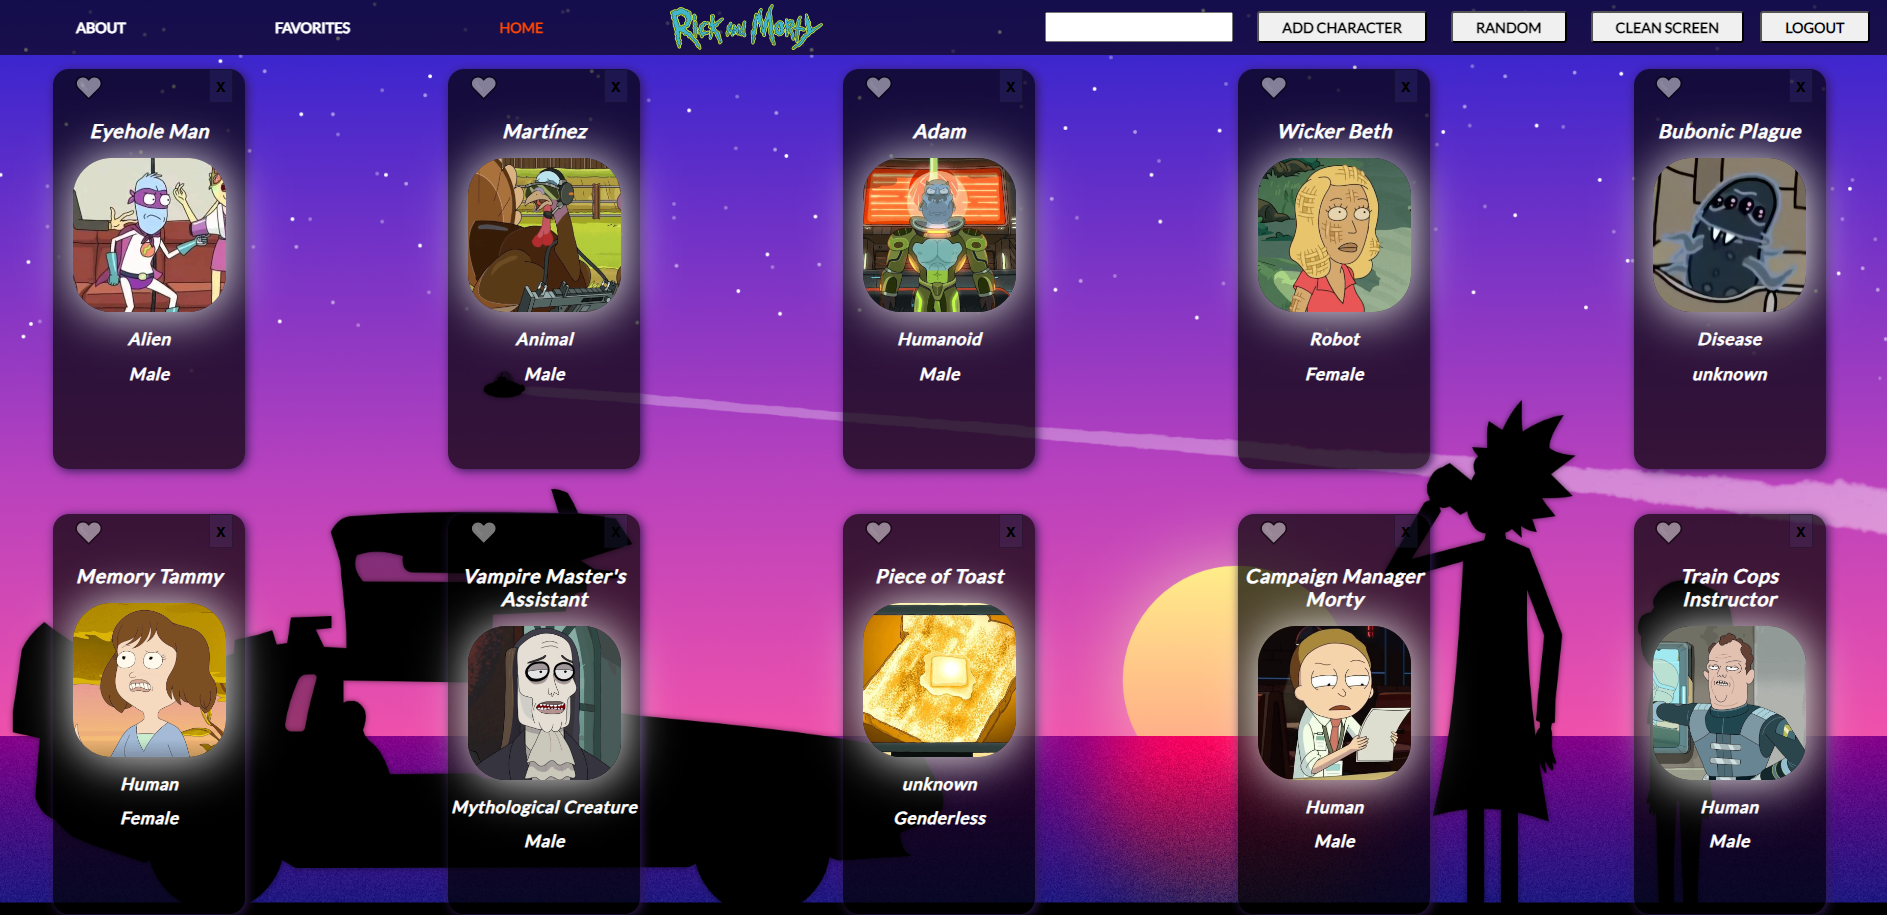 ABOUT FAVORITES HOME Rick and Morty ADD CHARACTER RANDOM CLEAN SCREEN LOGOUT
X X X X X
Eyehole Man Martínez Adam Wicker Beth Bubonic Plague
Alien Animal Humanoid Robot Disease
Male Male Male Female unknown
X X X X X
Memory Tammy Vampire Master's Piece of Toast Campaign Manager Train Cops
Assistant Morty Instructor
Human unknown
Mythological Creature Human Human
Female Genderless
Male Male Male